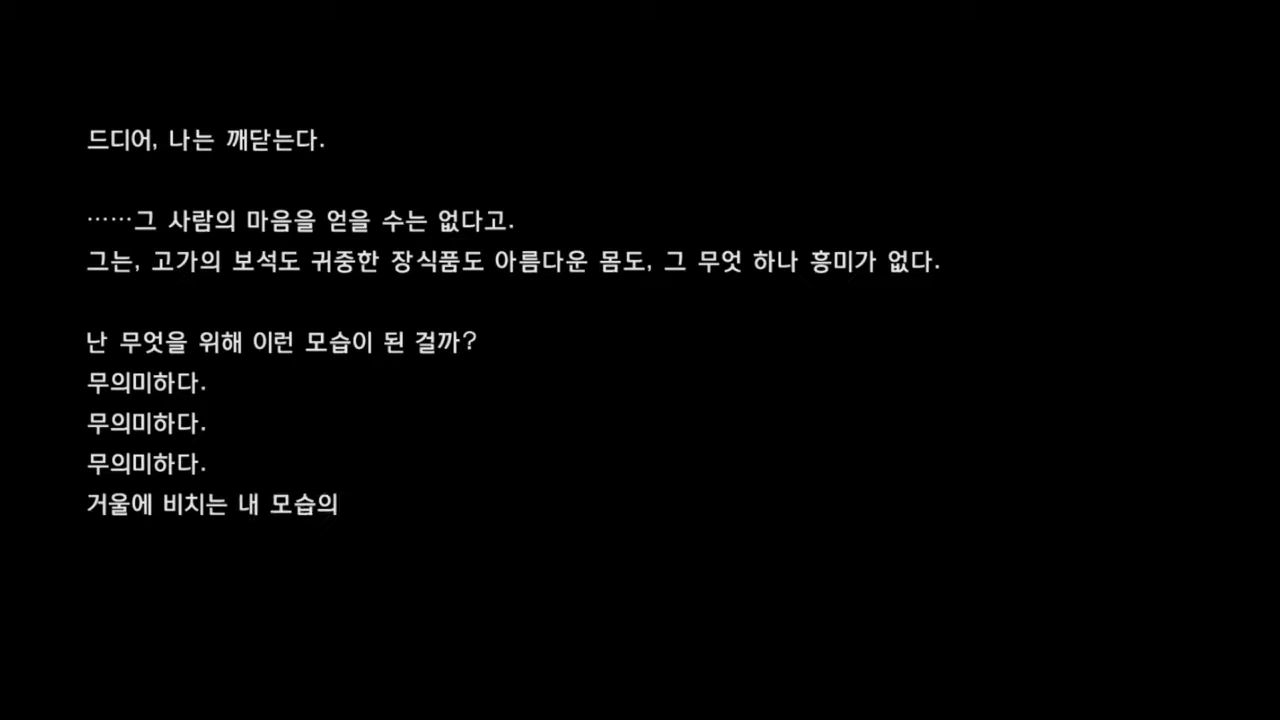 드디어, 나는 깨닫는다.
……그 사람의 마음을 얻을 수는 없다고.
그는, 고가의 보석도 귀중한 장식품도 아름다운 몸도, 그 무엇 하나 흥미가 없다.
난 무엇을 위해 이런 모습이 된 걸까?
무의미하다.
무의미하다.
무의미하다.
거울에 비치는 내 모습의